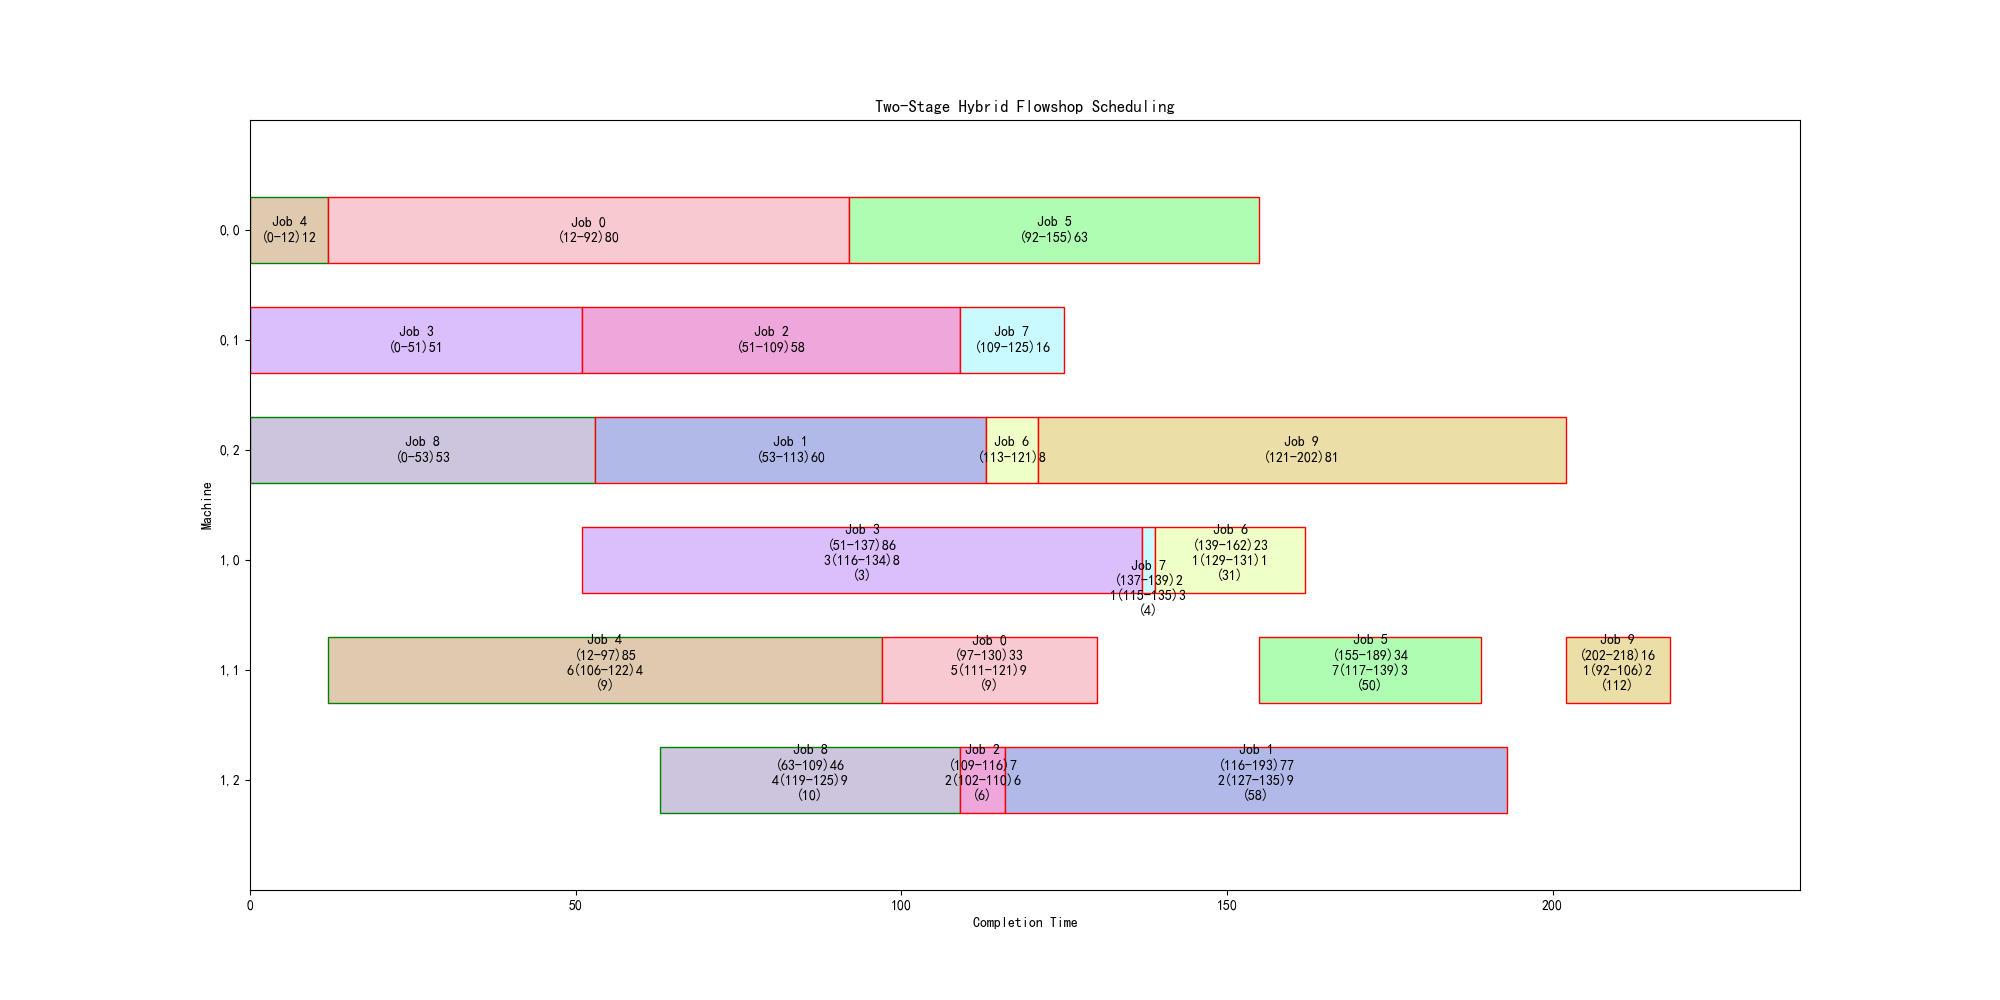 Two-Stage Hybrid Flowshop Scheduling
0,0
Job 4
(0-12)12
Job 0
(12-92)80
Job 5
(92-155)63
0,1
Job 3
(0-51)51
Job 2
(51-109)58
Job 7
(109-125)16
0,2
Job 8
(0-53)53
Job 1
(53-113)60
Job 6
(113-121)8
Job 9
(121-202)81
Machine
1,0
Job 3
(51-137)86
3(116-134)8
(3)
Job 7
(137-139)2
1(115-135)3
(4)
Job 6
(139-162)23
1(129-131)1
(31)
1,1
Job 4
(12-97)85
6(106-122)4
(9)
Job 0
(97-130)33
5(111-121)9
(9)
Job 5
(155-189)34
7(117-139)3
(50)
Job 9
(202-218)16
1(92-106)2
(112)
1,2
Job 8
(63-109)46
4(119-125)9
(10)
Job 2
(109-116)7
2(102-110)6
(6)
Job 1
(116-193)77
2(127-135)9
(58)
0
50
100
150
200
Completion Time